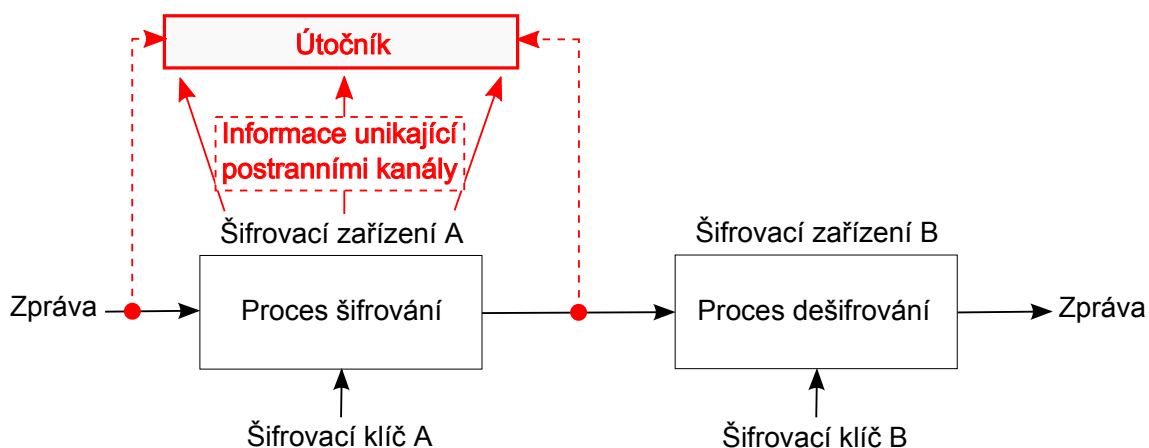 Útočník
Informace unikající
postranními kanály
Šifrovací zařízení A
Šifrovací zařízení B
Zpráva
Proces šifrování
Proces dešifrování
Zpráva
Šifrovací klíč A
Šifrovací klíč B